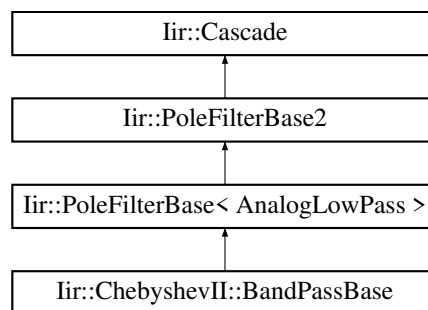 Iir::Cascade
Iir::PoleFilterBase2
Iir::PoleFilterBase< AnalogLowPass >
Iir::ChebyshevII::BandPassBase